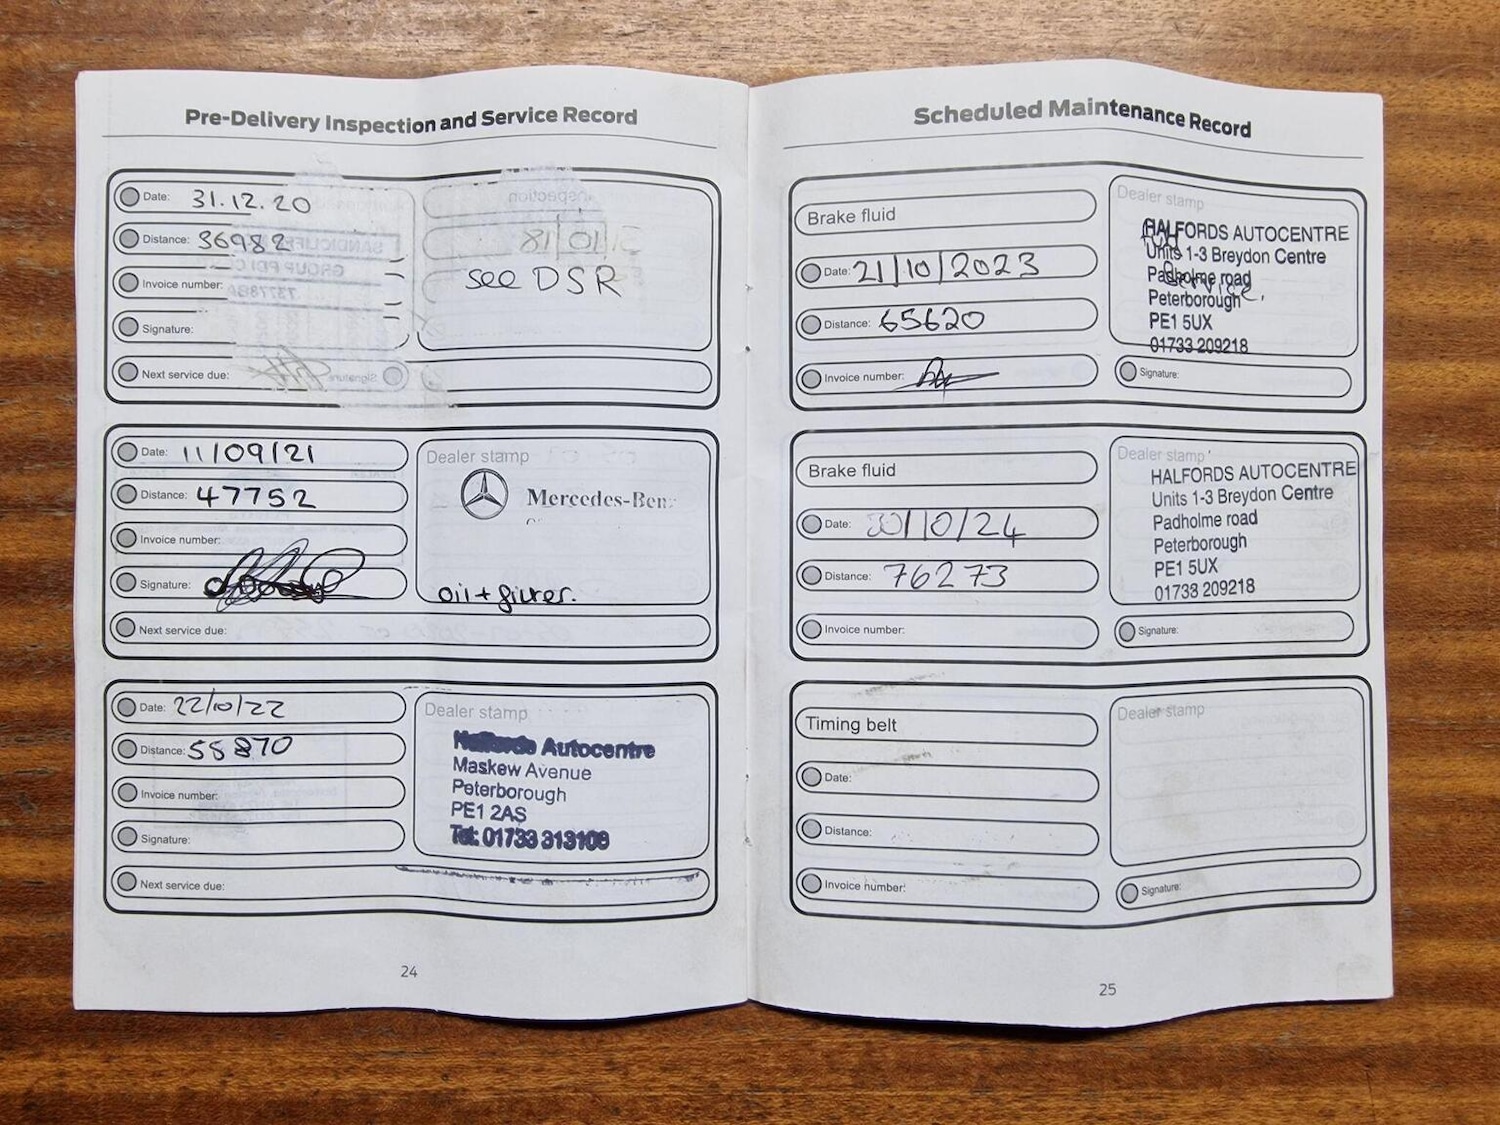 Pre-Delivery Inspection and Service Record
Date: 31.12.20
Distance: 36982
Invoice number:
Signature:
Next service due:
see DSR
Date: 11/09/21
Distance: 47752
Invoice number:
Signature:
Next service due:
Dealer stamp
Mercedes-Benz
oil + filter.
Date: 22/10/22
Distance: 55870
Invoice number:
Signature:
Next service due:
Dealer stamp
Halfords Autocentre
Maskew Avenue
Peterborough
PE1 2AS
Tel: 01733 313109
24
Scheduled Maintenance Record
Brake fluid
Date: 21/10/2023
Distance: 65620
Invoice number:
Dealer stamp
HALFORDS AUTOCENTRE
Units 1-3 Breydon Centre
Padholme road
Peterborough
PE1 5UX
01733 209218
Full
Service.
Signature:
Brake fluid
Date: 30/10/24
Distance: 76273
Invoice number:
Dealer stamp
HALFORDS AUTOCENTRE
Units 1-3 Breydon Centre
Padholme road
Peterborough
PE1 5UX
01733 209218
Signature:
Timing belt
Date:
Distance:
Invoice number:
Dealer stamp
Signature:
25